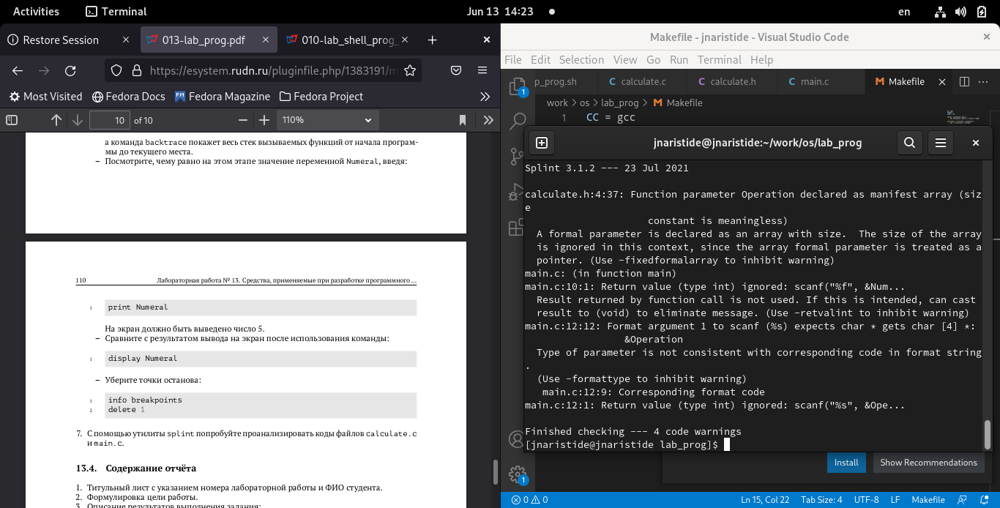 Activities
Terminal
Jun 13 14:23
en
Restore Session
013-lab_prog.pdf
010-lab_shell_prog_
https://esystem.rudn.ru/pluginfile.php/1383191/m
Most Visited
Fedora Docs
Fedora Magazine
Fedora Project
10 of 10
110%
а команда backtrace покажет весь стек вызываемых функций от начала програм-
мы до текущего места.
– Посмотрите, чему равно на этом этапе значение переменной Numeral, введя:
110 Лабораторная работа № 13. Средства, применяемые при разработке программного ...
1 print Numeral
На экран должно быть выведено число 5.
– Сравните с результатом вывода на экран после использования команды:
1 display Numeral
– Уберите точки останова:
1 info breakpoints
2 delete 1
7. С помощью утилиты splint попробуйте проанализировать коды файлов calculate.c
и main.c.
13.4. Содержание отчёта
1. Титульный лист с указанием номера лабораторной работы и ФИО студента.
2. Формулировка цели работы.
3. Описание результатов выполнения задания:
Makefile - jnaristide - Visual Studio Code
File Edit Selection View Go Run Terminal Help
p_prog.sh
C calculate.c
C calculate.h
C main.c
M Makefile
work > os > lab_prog > M Makefile
1 CC = gcc
1
jnaristide@jnaristide:~/work/os/lab_prog
Splint 3.1.2 --- 23 Jul 2021
calculate.h:4:37: Function parameter Operation declared as manifest array (siz
e
constant is meaningless)
A formal parameter is declared as an array with size. The size of the array
is ignored in this context, since the array formal parameter is treated as a
pointer. (Use -fixedformalarray to inhibit warning)
main.c: (in function main)
main.c:10:1: Return value (type int) ignored: scanf("%f", &Num...
Result returned by function call is not used. If this is intended, can cast
result to (void) to eliminate message. (Use -retvalint to inhibit warning)
main.c:12:12: Format argument 1 to scanf (%s) expects char * gets char [4] *:
&Operation
Type of parameter is not consistent with corresponding code in format string
.
(Use -formattype to inhibit warning)
main.c:12:9: Corresponding format code
main.c:12:1: Return value (type int) ignored: scanf("%s", &Ope...
Finished checking --- 4 code warnings
[jnaristide@jnaristide lab_prog]$
Install
Show Recommendations
1
0 0
Ln 15, Col 22
Tab Size: 4
UTF-8
LF
Makefile